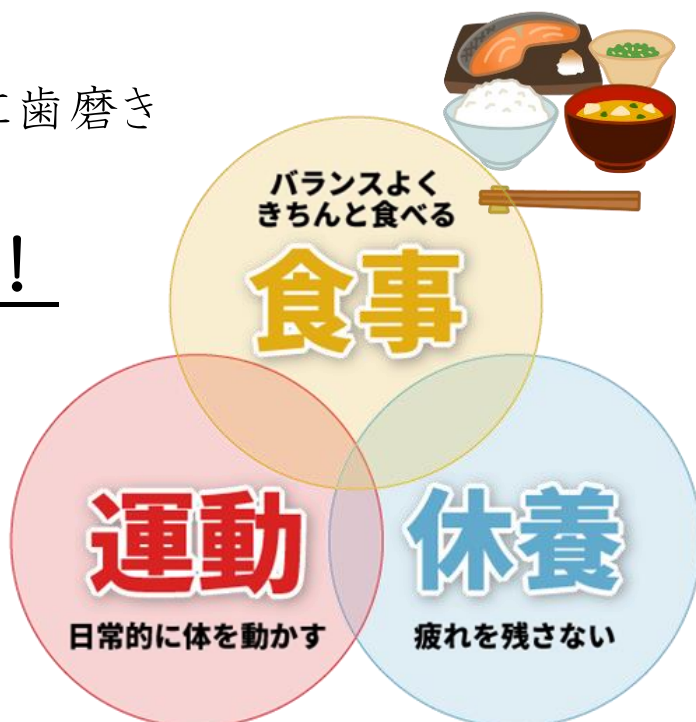 に歯磨き
！
バランスよく
きちんと食べる
食事
運動
日常的に体を動かす
休養
疲れを残さない